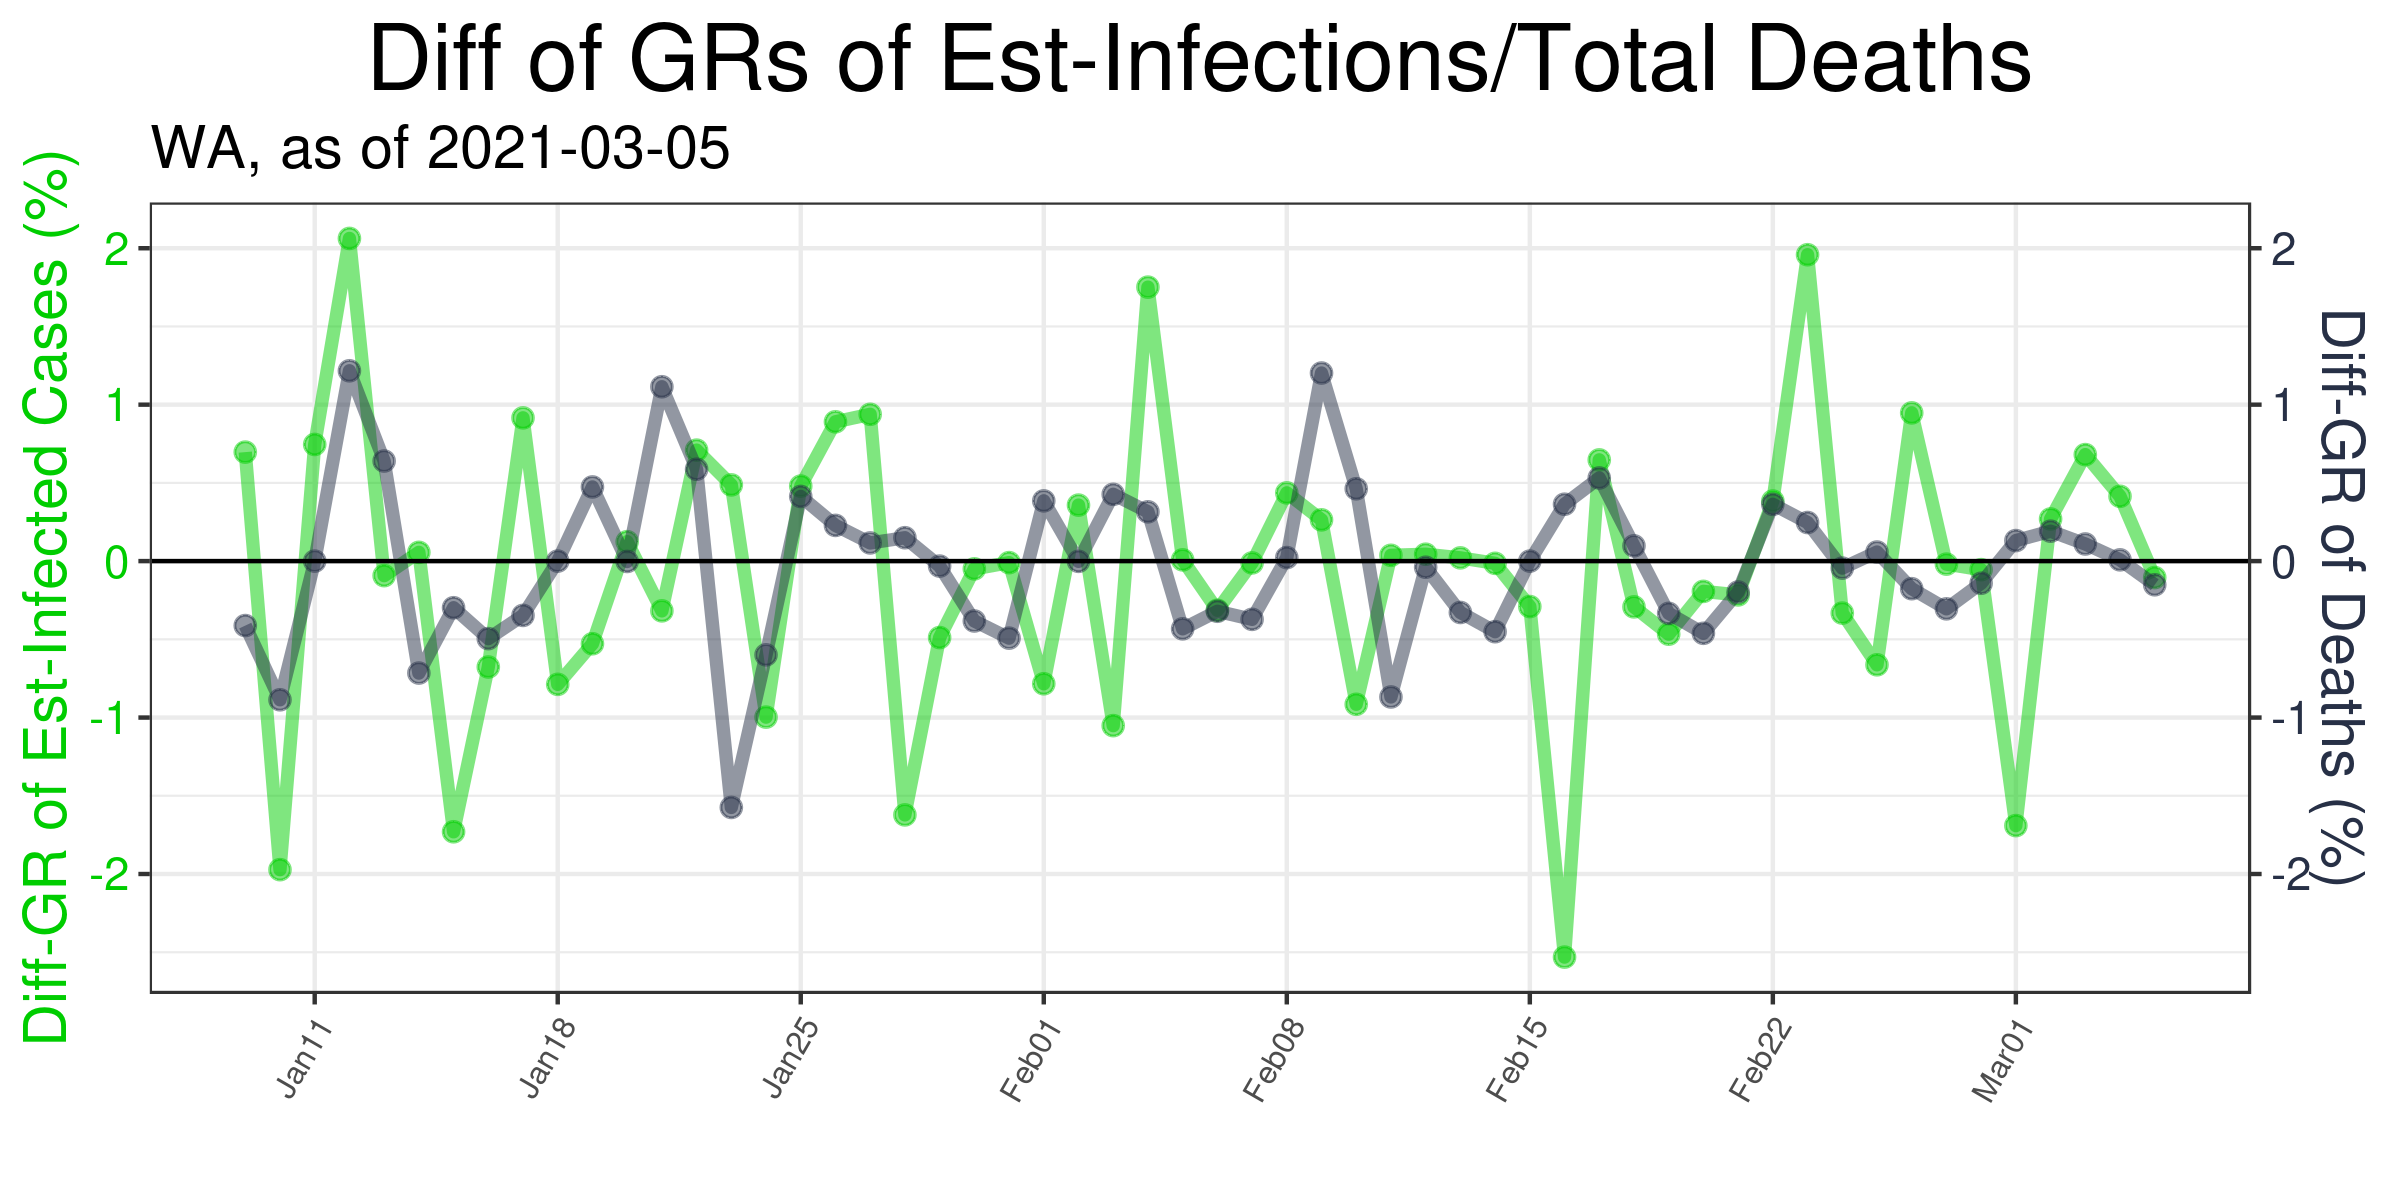 Diff of GRs of Est-Infections/Total Deaths
WA, as of 2021-03-05
Diff-GR of Est-Infected Cases (%)
2
1
0
-1
-2
2
1
0
-1
-2
Diff-GR of Deaths (%)
Jan11
Jan18
Jan25
Feb01
Feb08
Feb15
Feb22
Mar01